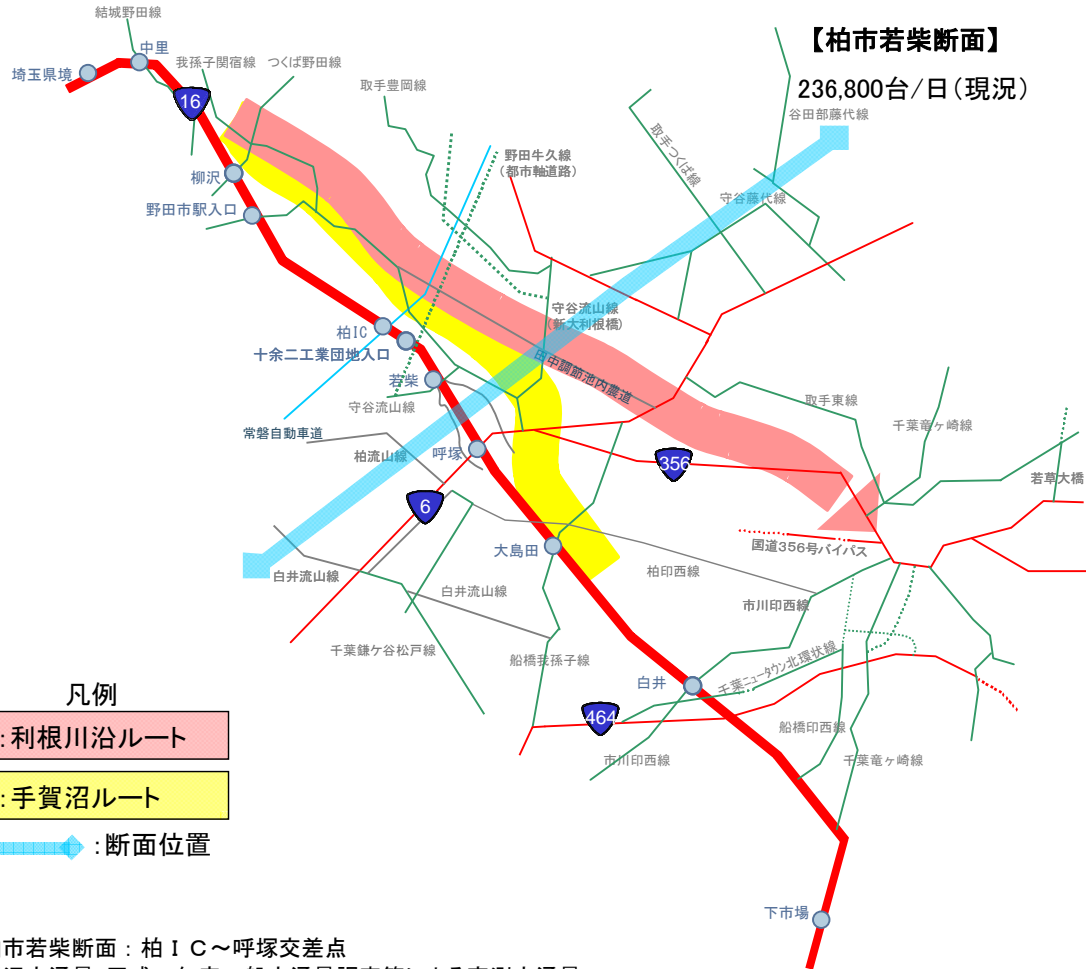 結城野田線
中里
埼玉県境
我孫子関宿線
つくば野田線
16
取手豊岡線
【柏市若柴断面】
236,800台/日(現況)
谷田部藤代線
取手つくば線
野田牛久線
(都市軸道路)
守谷藤代線
柳沢
野田市駅入口
守谷流山線
(新大利根橋)
柏IC
十余二工業団地入口
田中調節池内農道
若柴
守谷流山線
取手東線
千葉竜ヶ崎線
常磐自動車道
柏流山線
呼塚
356
若草大橋
6
大島田
国道356号バイパス
白井流山線
柏印西線
白井流山線
市川印西線
千葉鎌ケ谷松戸線
船橋我孫子線
千葉ニュータウン北環状線
白井
464
船橋印西線
市川印西線
千葉竜ヶ崎線
凡例
:利根川沿ルート
:手賀沼ルート
:断面位置
下市場
市若柴断面:柏IC~呼塚交差点